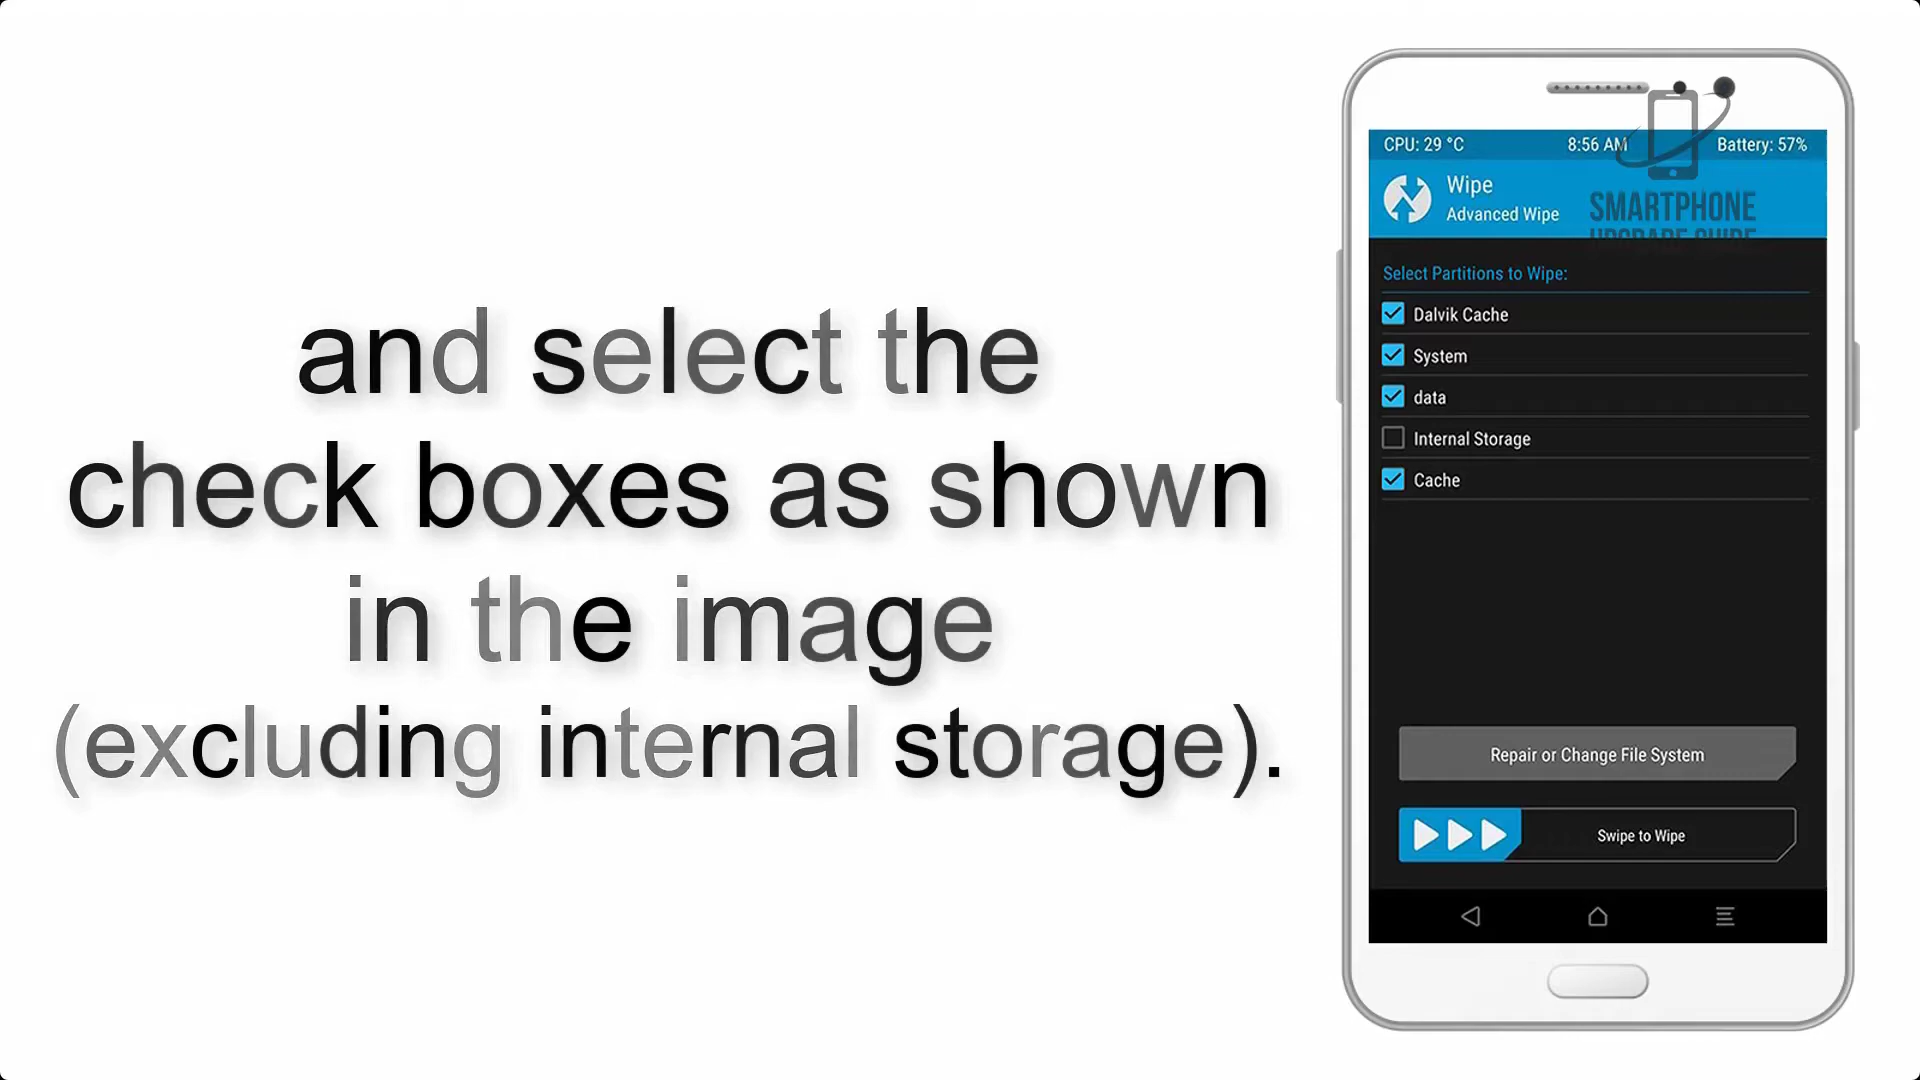 and select the
check boxes as shown
in the image
(excluding internal storage).
CPU: 29 °C
8:56 AM
Battery: 57%
Wipe
Advanced Wipe
SMARTPHONE
UPGRADE GUIDE
Select Partitions to Wipe:
Dalvik Cache
System
data
Internal Storage
Cache
Repair or Change File System
Swipe to Wipe